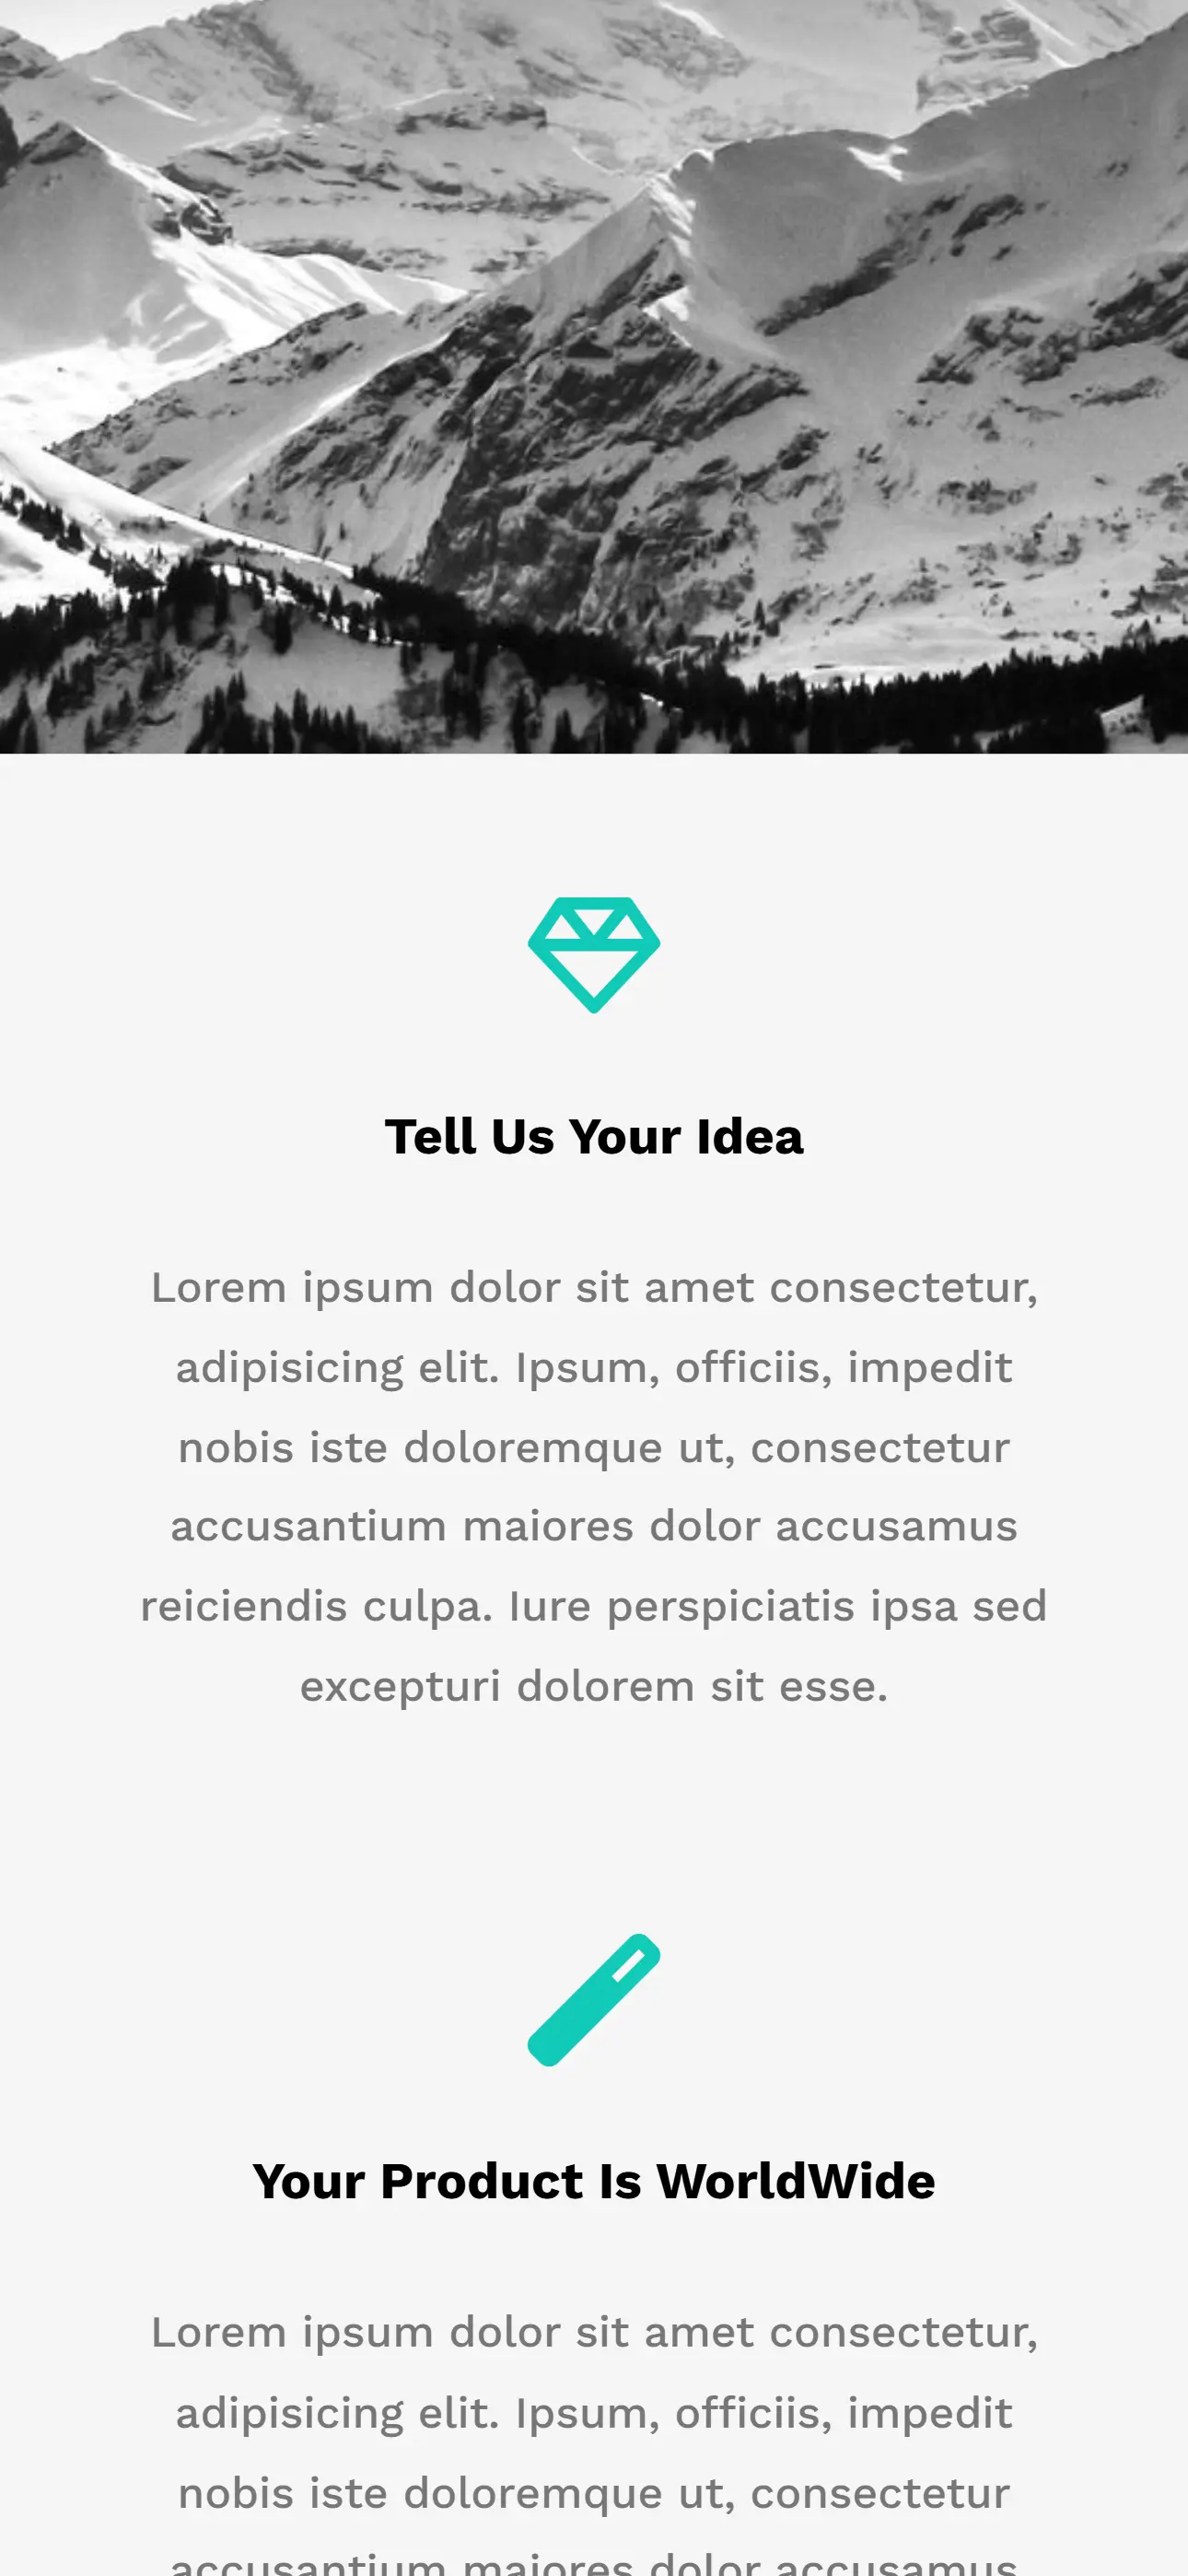 Tell Us Your Idea
Lorem ipsum dolor sit amet consectetur,
adipisicing elit. Ipsum, officiis, impedit
nobis iste doloremque ut, consectetur
accusantium maiores dolor accusamus
reiciendis culpa. Iure perspiciatis ipsa sed
excepturi dolorem sit esse.
Your Product Is WorldWide
Lorem ipsum dolor sit amet consectetur,
adipisicing elit. Ipsum, officiis, impedit
nobis iste doloremque ut, consectetur
accusantium maiores dolor accusamus